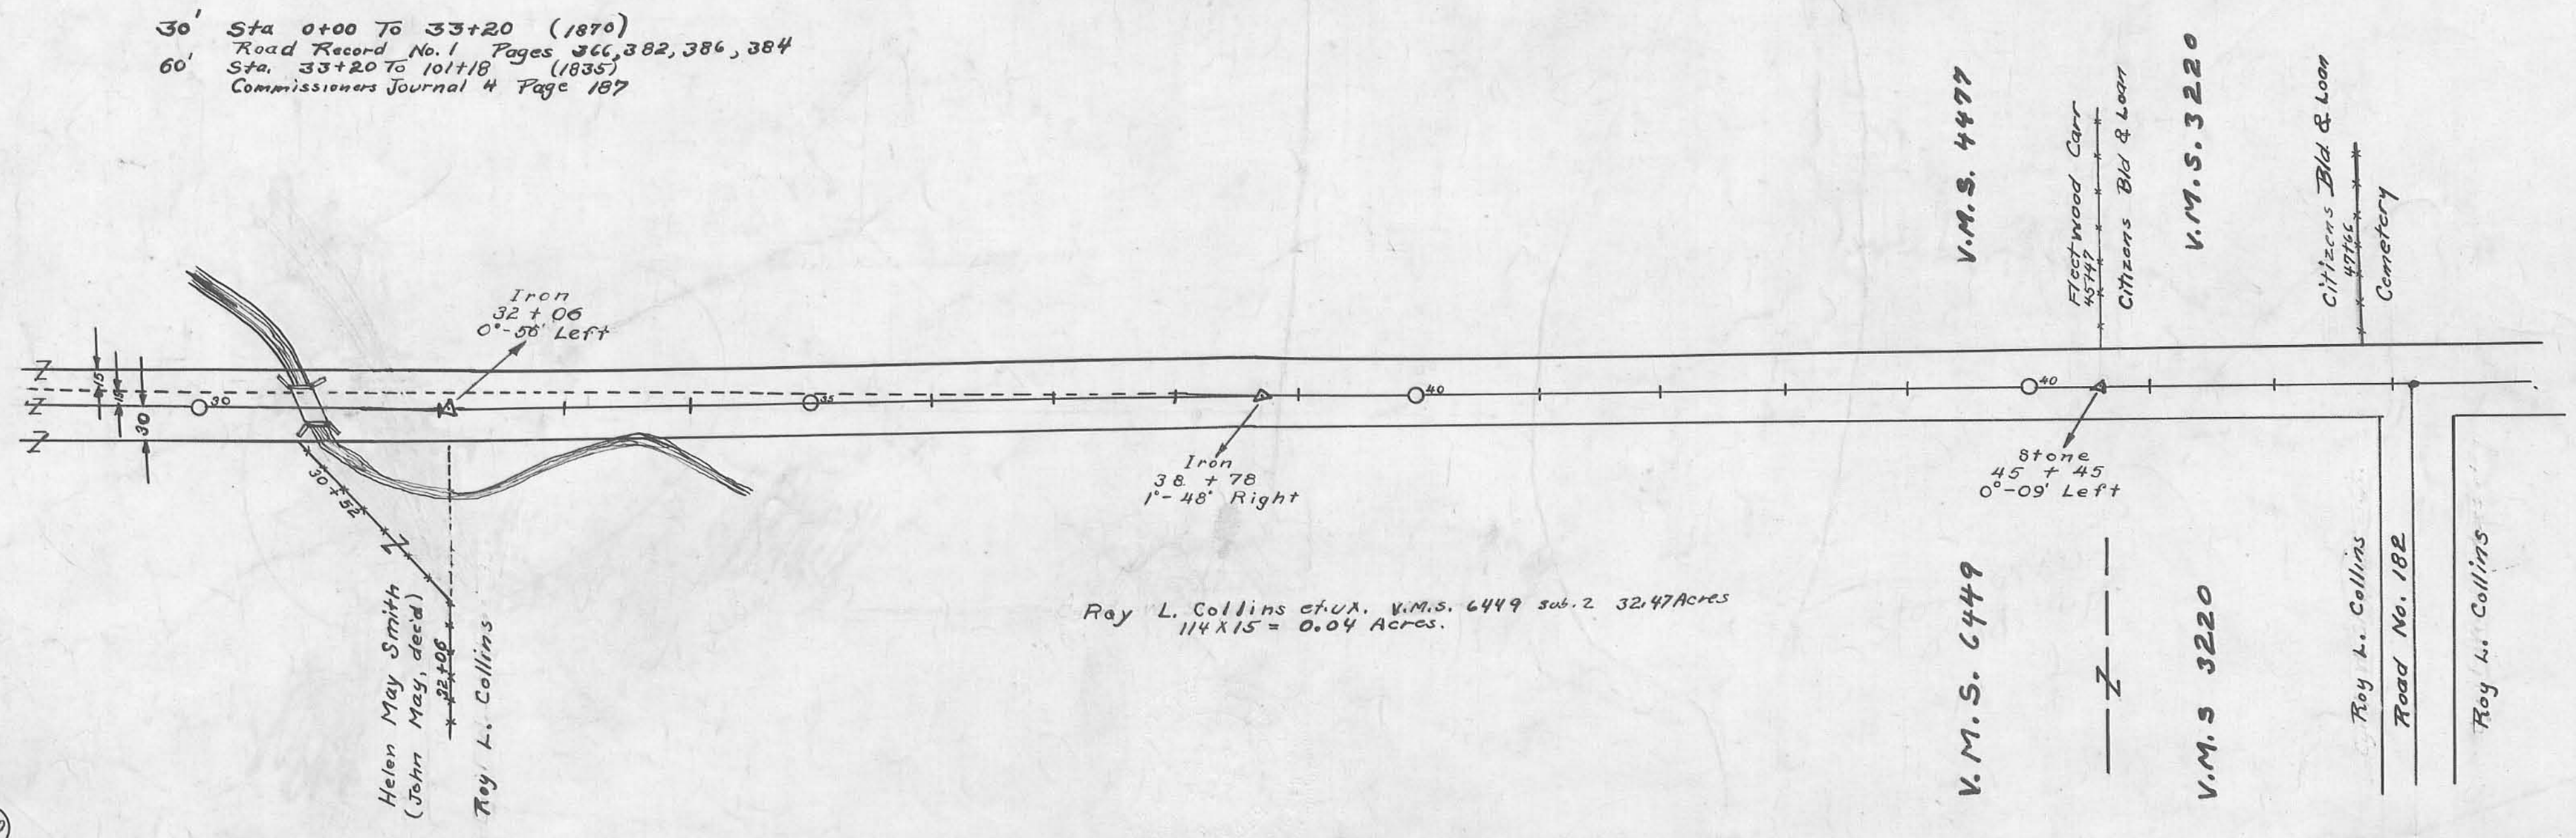 30' Sta 0+00 To 33+20 (1870)
Road Record No. 1 Pages 366, 382, 386, 384
60' Sta. 33+20 To 101+18 (1835)
Commissioners Journal 4 Page 187
V.M.S. 4477
Fleetwood Carr
45+47
Citizens Bld & Loan
V.M.S. 3220
Citizens Bld. & Loan
47+66
Cemetery
Iron
32 + 06
0°-56' Left
Z
Z
Z
15
15
30
30
35
40
40
30+52
Iron
38 + 78
1°-48' Right
Stone
45 + 45
0°-09' Left
Helen May Smith
(John May, dec'd)
32+06
Roy L. Collins
Roy L. Collins et.ux. V.M.S. 6449 sub. 2 32.47 Acres
114 X 15 = 0.04 Acres.
V.M.S. 6449
Z
V.M.S 3220
Roy L. Collins
Road No. 182
Roy L. Collins